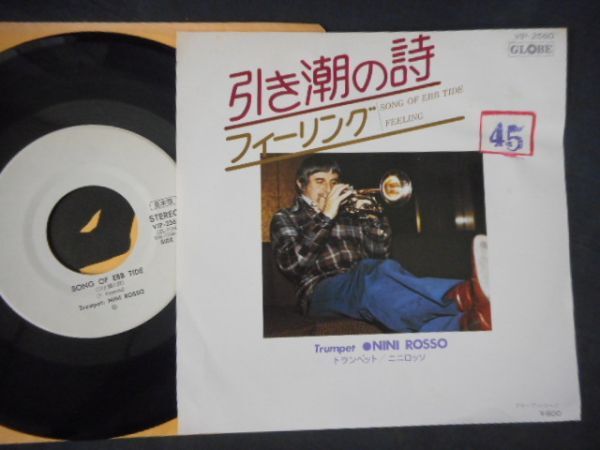 VIP-2560
GLOBE
引き潮の詩
SONG OF EBB TIDE
フィーリング
FEELING
45
Trumpet ●NINI ROSSO
トランペット／ニニロッソ
¥600
見本盤
STEREO
SIDE
SONG OF EBB TIDE
Trumpet: NINI ROSSO